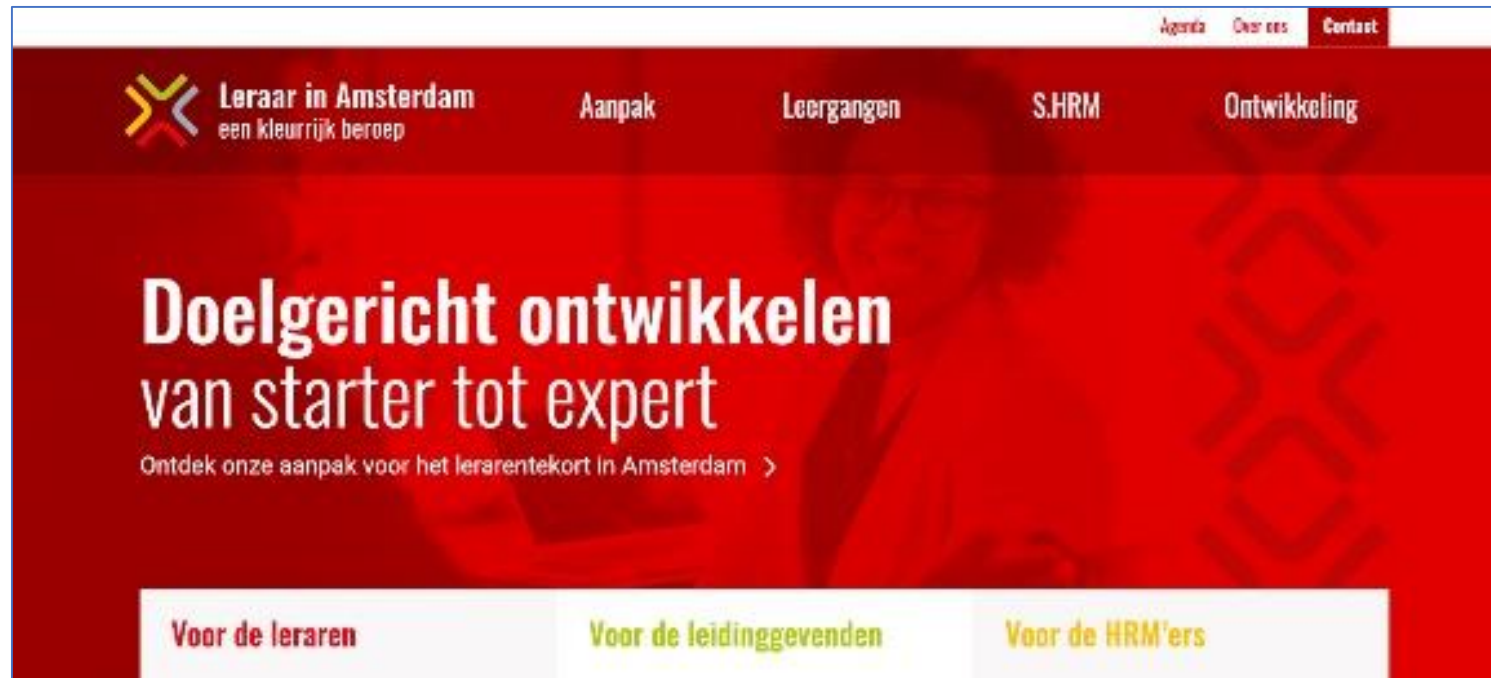 Agenda Over ons Contact
Leraar in Amsterdam
een kleurrijk beroep
Aanpak Leergangen S.HRM Ontwikkeling
Doelgericht ontwikkelen
van starter tot expert
Ontdek onze aanpak voor het lerarentekort in Amsterdam >
Voor de leraren Voor de leidinggevenden Voor de HRM'ers